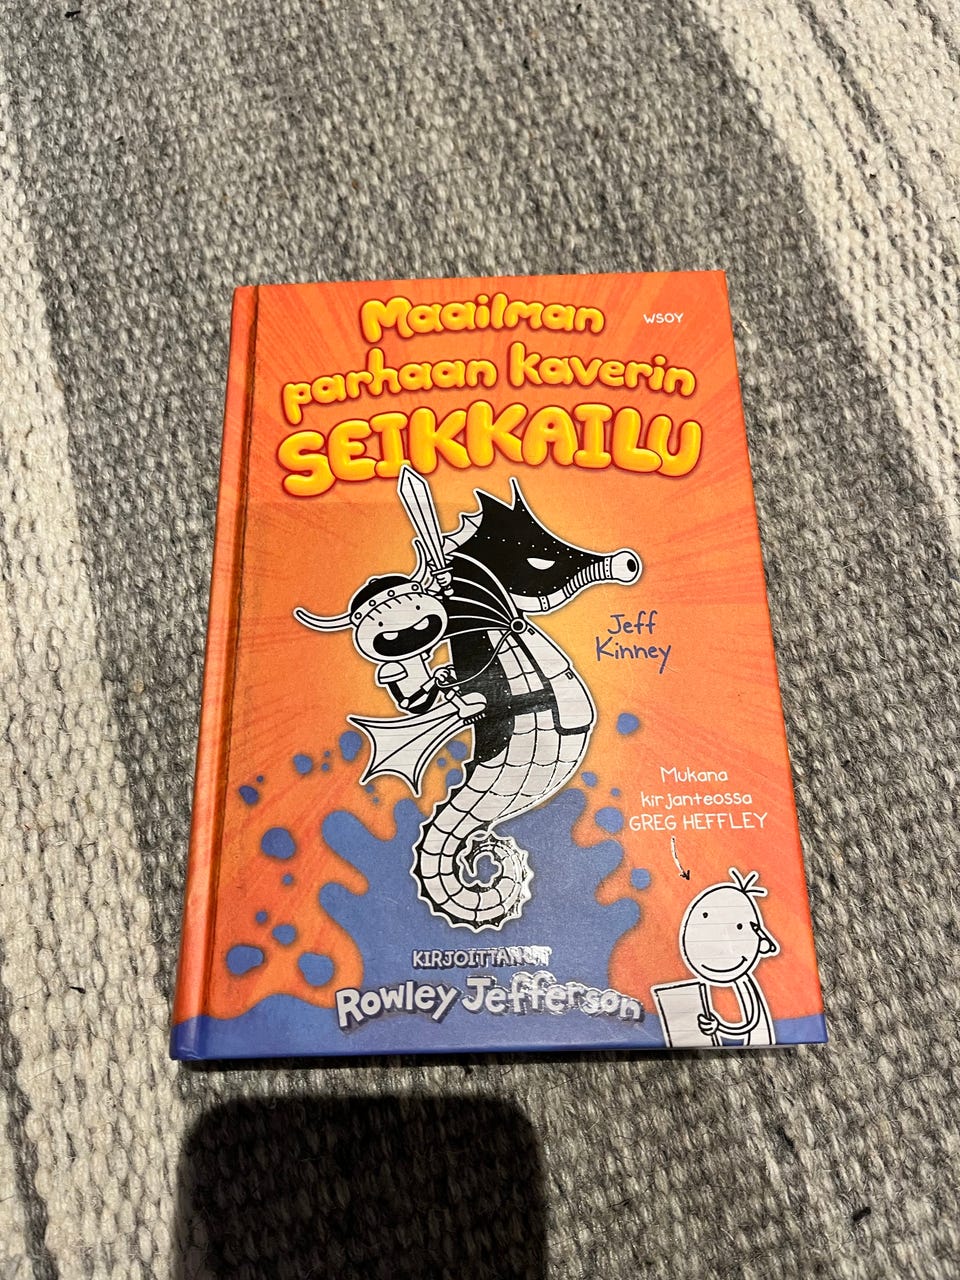 Maailman
WSOY
parhaan kaverin
SEIKKAILU
Jeff
Kinney
Mukana
kirjanteossa
GREG HEFFLEY
KIRJOITTANUT
Rowley Jefferson